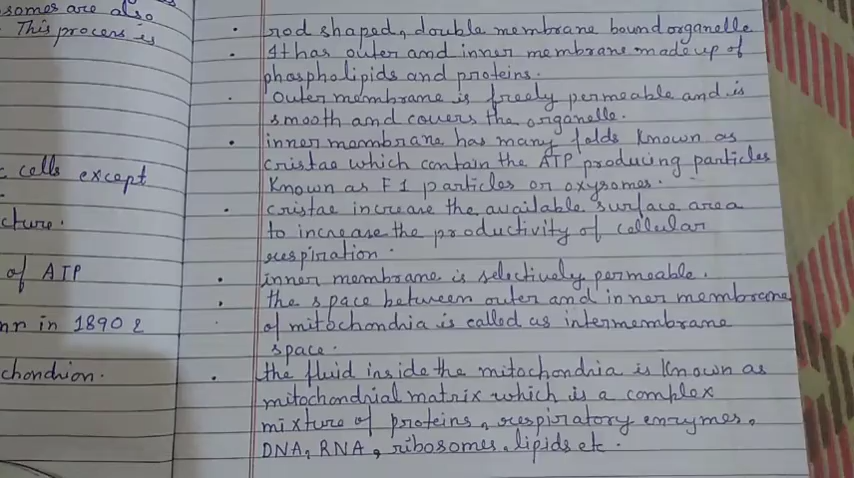 somes are also
This process is
cells except
cture.
of ATP
nn in 1890 &
chondrion.
• rod shaped, double membrane bound organelle
• It has outer and inner membrane made up of
phospholipids and proteins.
• Outer membrane is freely permeable and is
smooth and covers the organelle.
• inner mambrane has many folds known as
cristae which contain the ATP producing particles
known as F1 particles or oxysomes.
• cristae increase the available surface area
to increase the productivity of cellular
respiration.
• inner membrane is selectively permeable.
• the space between outer and inner membrane
of mitochondria is called as intermembrane
space.
• the fluid inside the mitochondria is known as
mitochondrial matrix which is a complex
mixture of proteins, respiratory enzymes,
DNA, RNA, ribosomes, lipids etc.